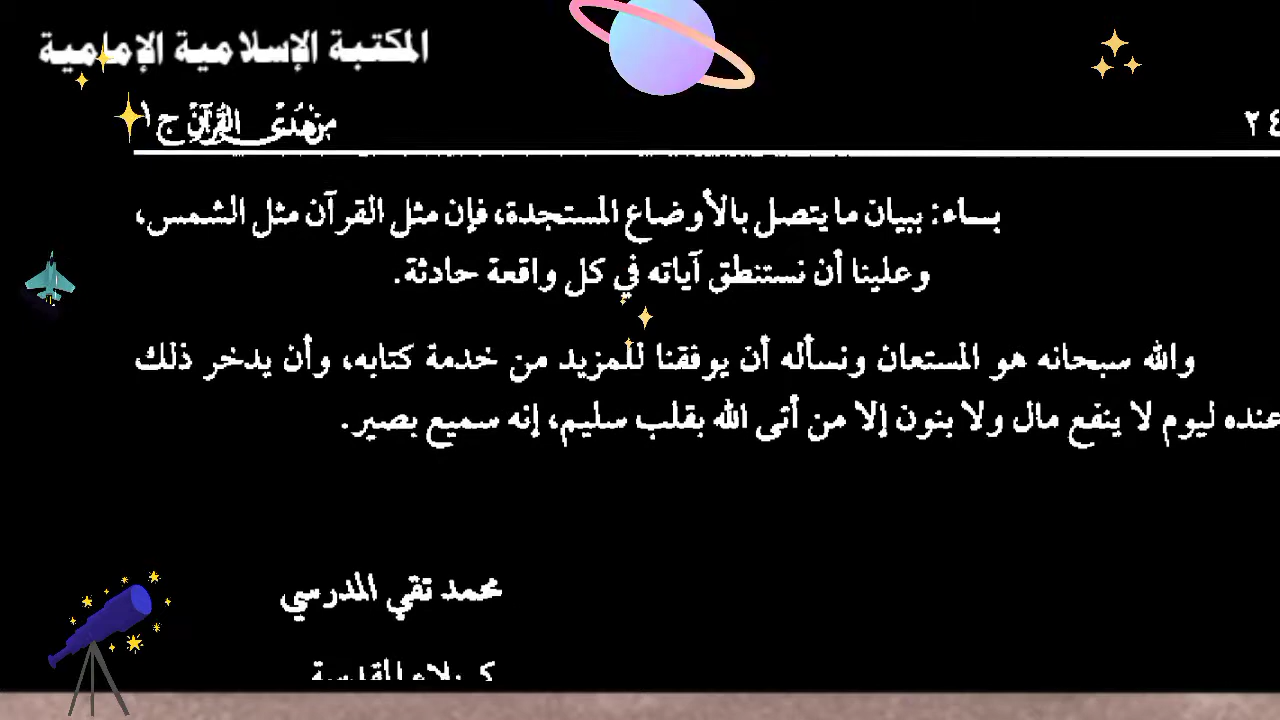 المكتبة الإسلامية الإمامية
من هدى القرآن ج ١
٢٤
بــاء: ببيان ما يتصل بالأوضاع المستجدة، فإن مثل القرآن مثل الشمس،
وعلينا أن نستنطق آياته في كل واقعة حادثة.
والله سبحانه هو المستعان ونسأله أن يوفقنا للمزيد من خدمة كتابه، وأن يدخر ذلك
عنده ليوم لا ينفع مال ولا بنون إلا من أتى الله بقلب سليم، إنه سميع بصير.
محمد تقي المدرسي
كربلاء المقدسة